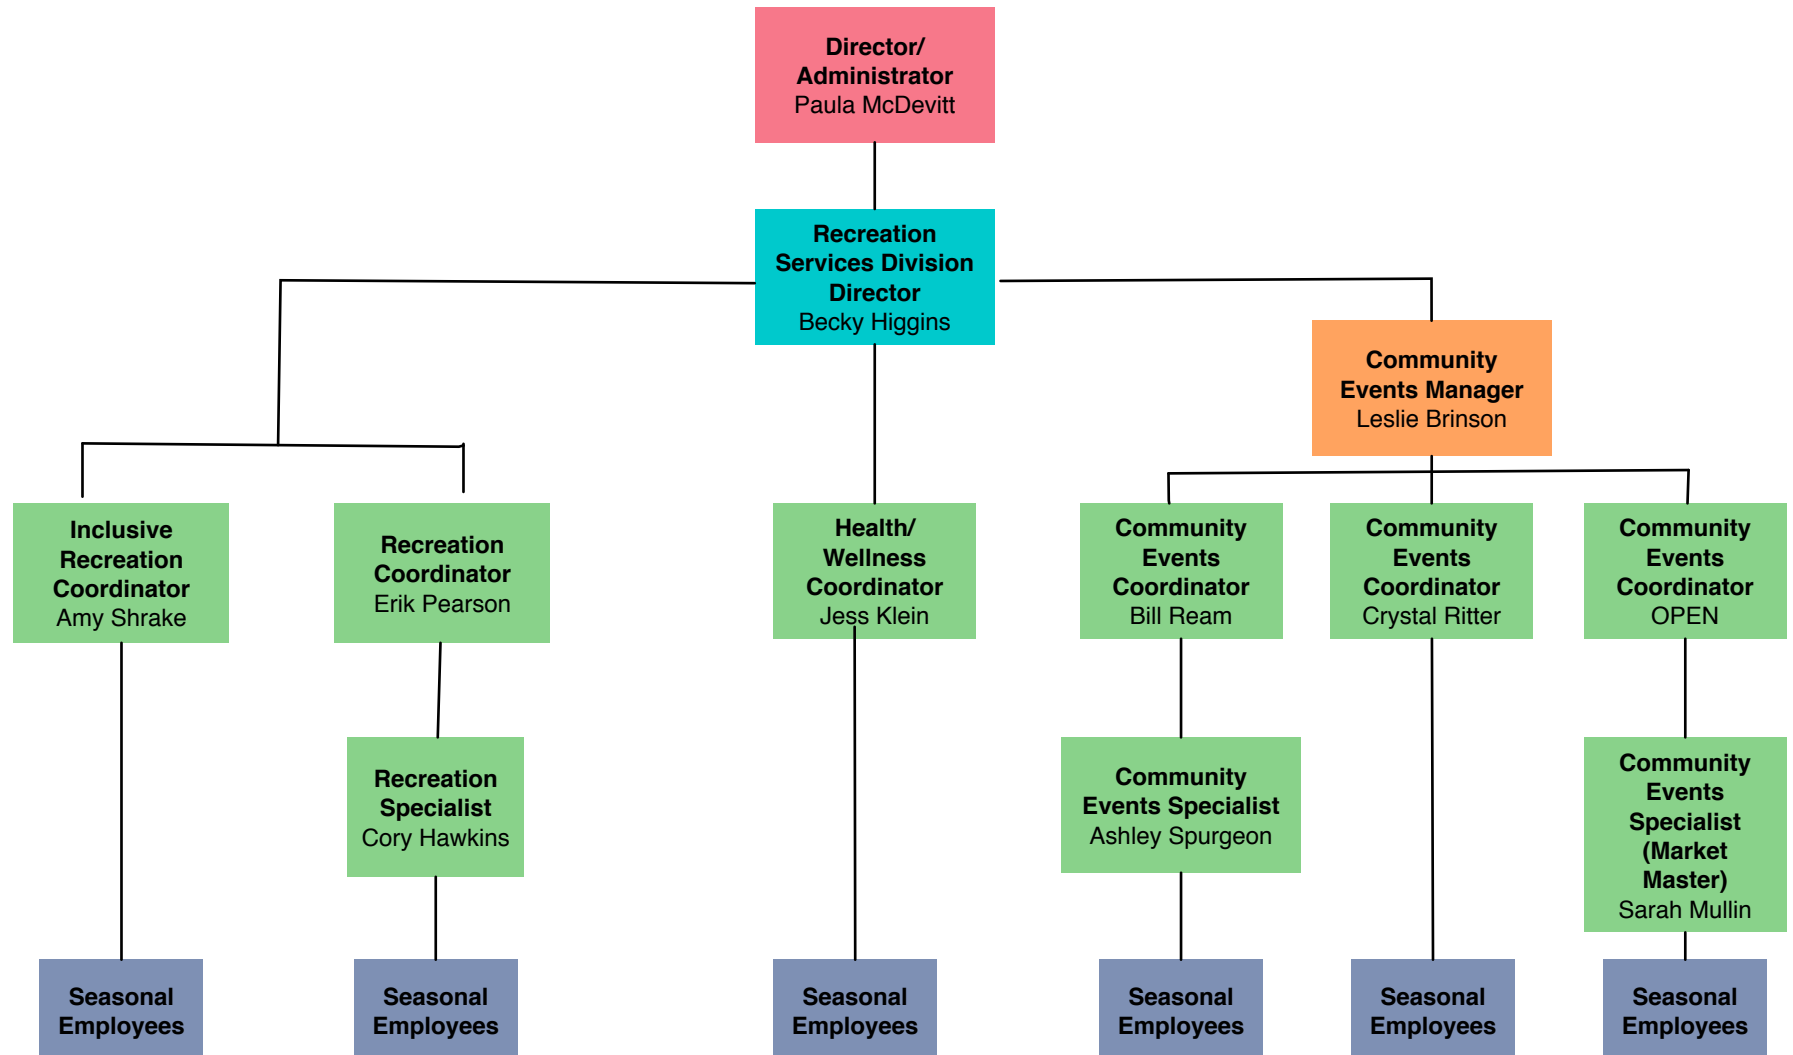 Director/
Administrator
Paula McDevitt
Recreation
Services Division
Director
Becky Higgins
Community
Events Manager
Leslie Brinson
Inclusive
Recreation
Coordinator
Amy Shrake
Recreation
Coordinator
Erik Pearson
Health/
Wellness
Coordinator
Jess Klein
Community
Events
Coordinator
Bill Ream
Community
Events
Coordinator
Crystal Ritter
Community
Events
Coordinator
OPEN
Recreation
Specialist
Cory Hawkins
Community
Events Specialist
Ashley Spurgeon
Community
Events
Specialist
(Market
Master)
Sarah Mullin
Seasonal
Employees
Seasonal
Employees
Seasonal
Employees
Seasonal
Employees
Seasonal
Employees
Seasonal
Employees